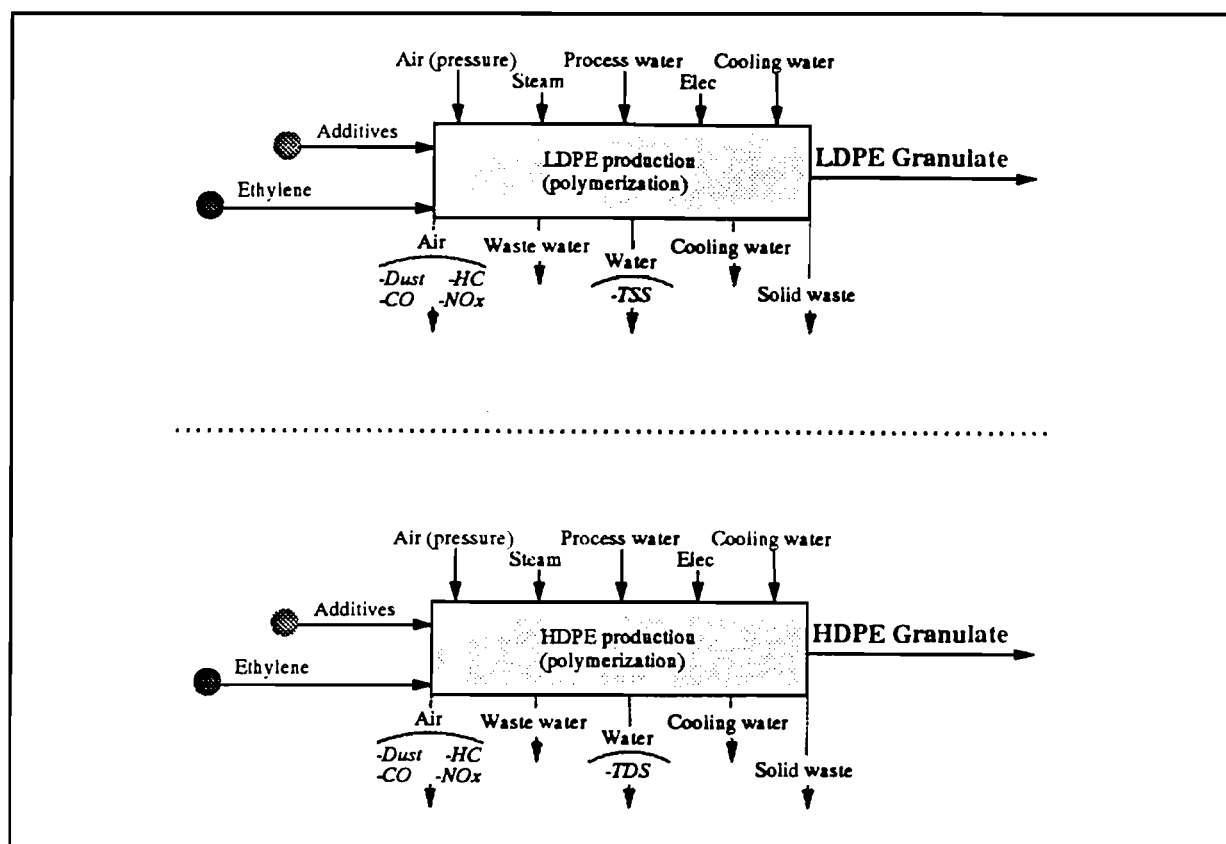 Air (pressure)
Process water
Cooling water
Steam
Elec
Additives
LDPE production
(polymerization)
LDPE Granulate
Ethylene
Air
-Dust -HC
-CO -NOx
Waste water
Water
-TSS
Cooling water
Solid waste
Air (pressure)
Process water
Cooling water
Steam
Elec
Additives
HDPE production
(polymerization)
HDPE Granulate
Ethylene
Air
-Dust -HC
-CO -NOx
Waste water
Water
-TDS
Cooling water
Solid waste